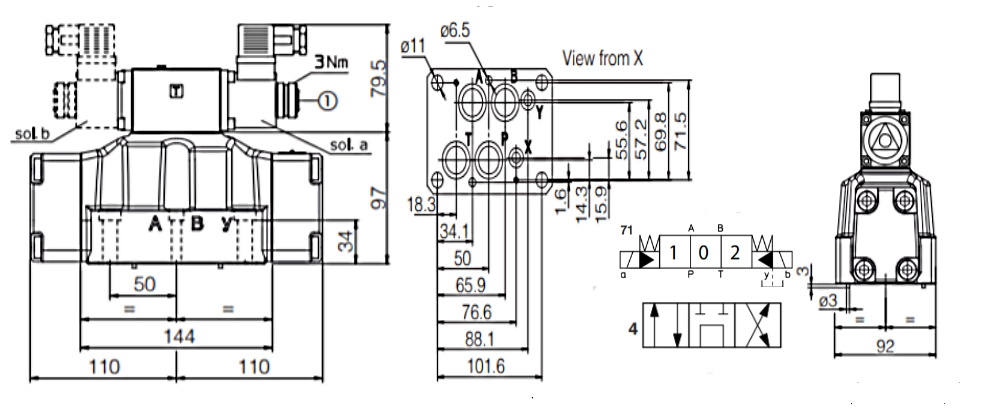 3 Nm
1
T
sol. b
sol. a
79.5
97
34
A B y
50
= =
144
110 110
ø11
ø6.5
View from X
A B
Y
T P
X
55.6
57.2
69.8
71.5
1.6
14.3
15.9
18.3
34.1
50
65.9
76.6
88.1
101.6
71
A B
1 0 2
a P T y b
4
3
ø3
= =
92